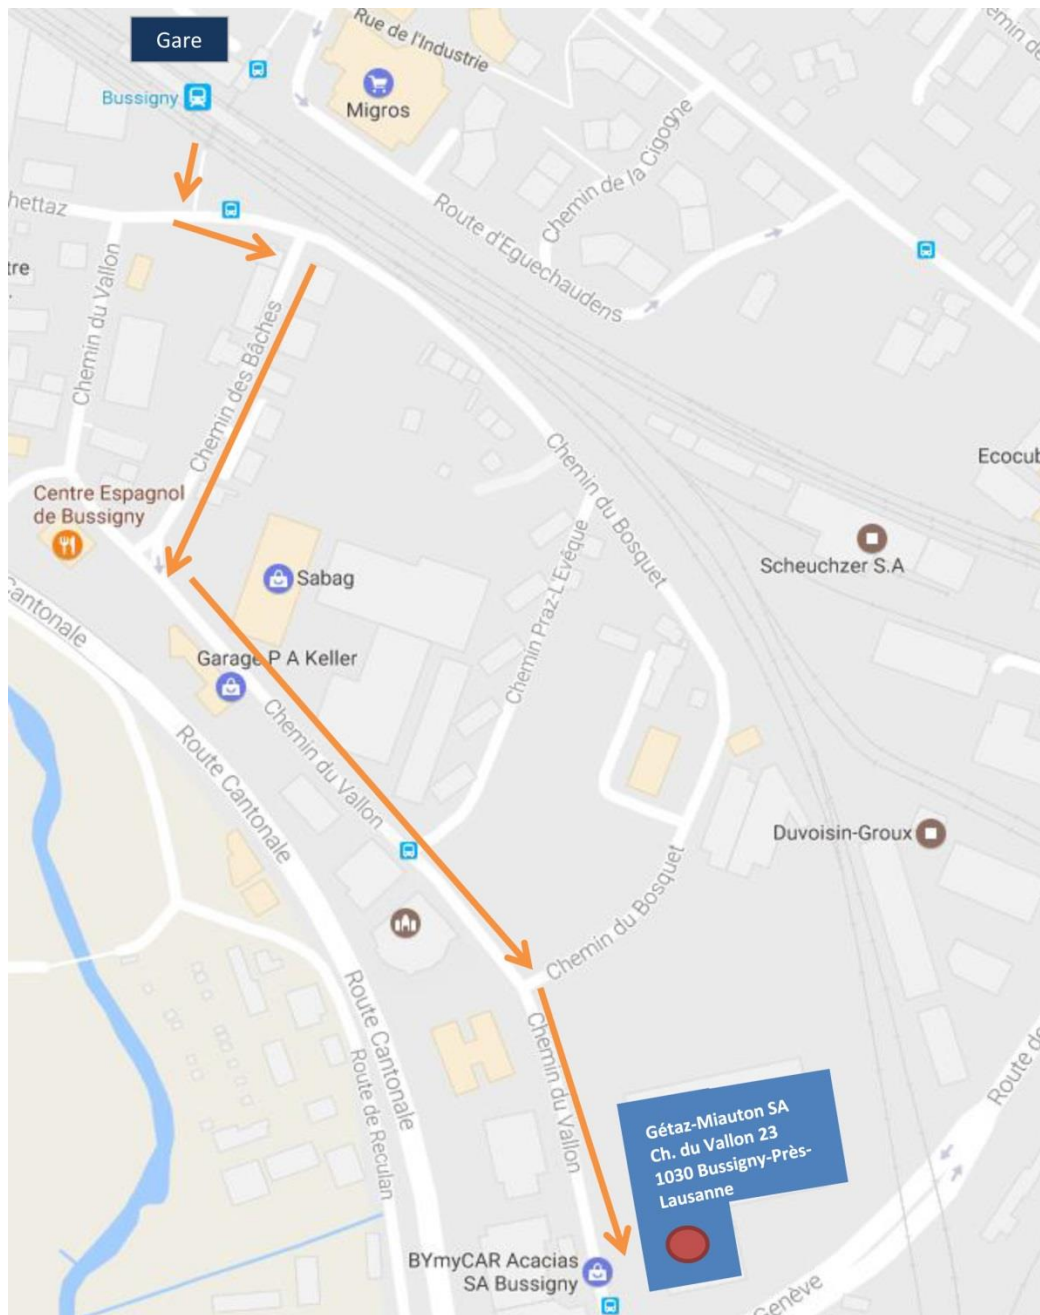 Gare
Rue de l'Industrie
Bussigny
Migros
Chemin de la Cigogne
Route d'Eguechaudens
hettaz
tre
Chemin du Vallon
Chemin des Bâches
Chemin du Bosquet
Ecocub
Centre Espagnol
de Bussigny
Scheuchzer S.A
Sabag
Chemin Praz-L'Evêque
Cantonale
Garage P A Keller
Route Cantonale
Chemin du Vallon
Duvoisin-Groux
Chemin du Bosquet
Route Cantonale
Route de Reculan
Chemin du Vallon
Route de
Gétaz-Miauton SA
Ch. du Vallon 23
1030 Bussigny-Près-
Lausanne
BYmyCAR Acacias
SA Bussigny
Genève